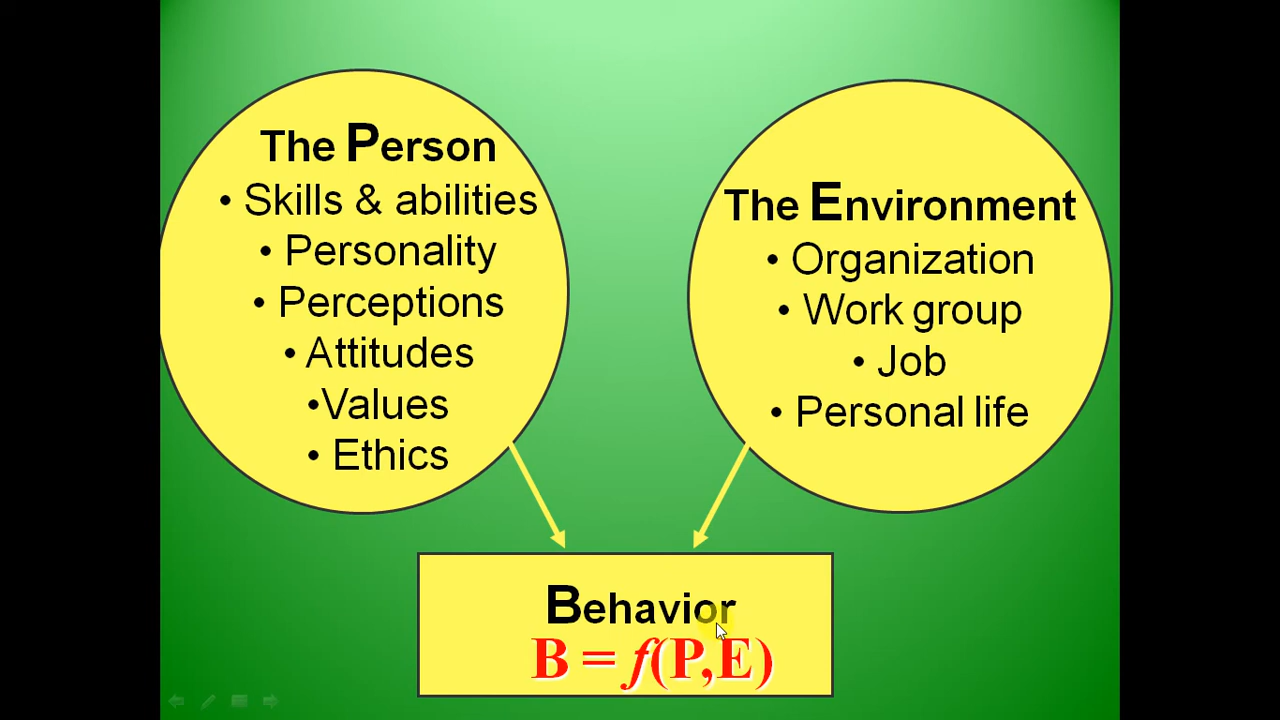 The Person
• Skills & abilities
• Personality
• Perceptions
• Attitudes
•Values
• Ethics
The Environment
• Organization
• Work group
• Job
• Personal life
Behavior
B = f(P,E)